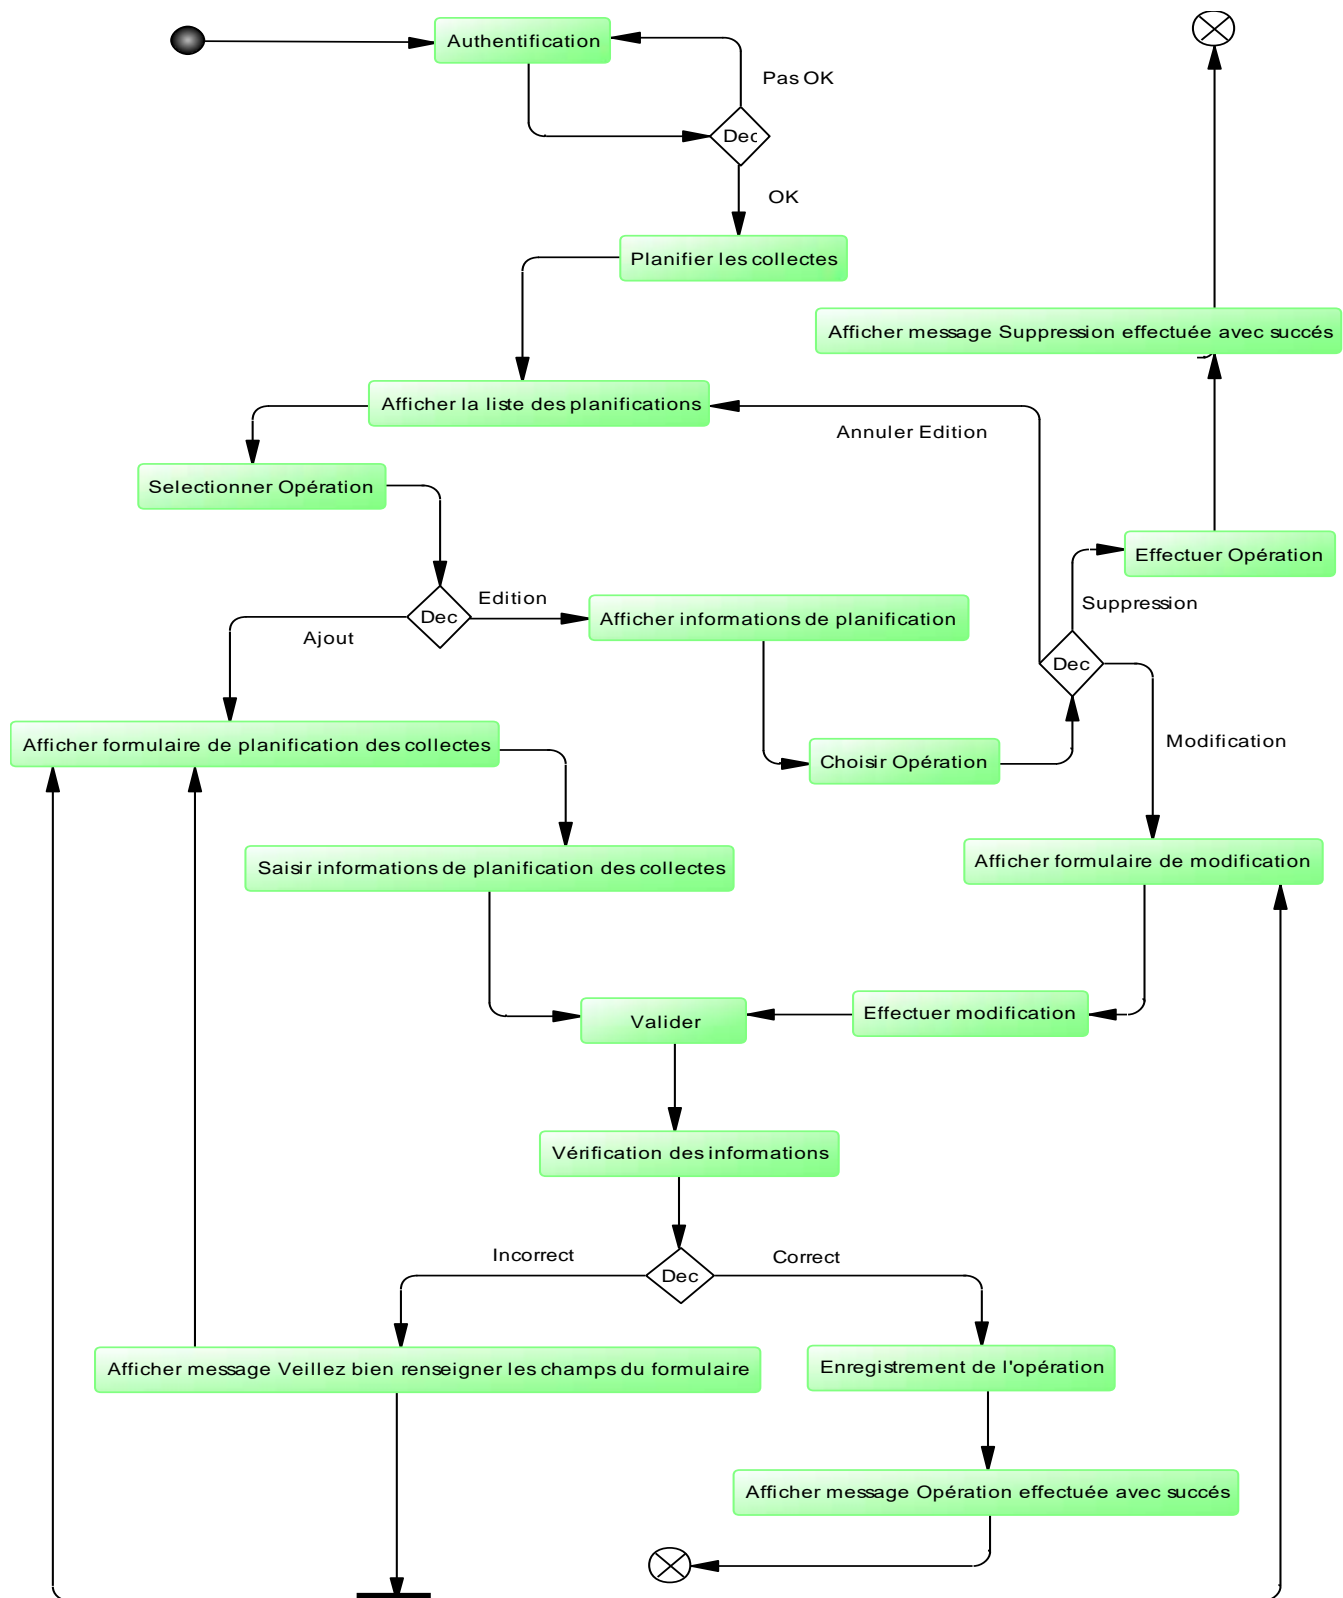 Authentification
Pas OK
Dec
OK
Planifier les collectes
Afficher message Suppression effectuée avec succés
Afficher la liste des planifications
Annuler Edition
Selectionner Opération
Effectuer Opération
Suppression
Edition
Dec
Ajout
Afficher informations de planification
Dec
Afficher formulaire de planification des collectes
Modification
Choisir Opération
Saisir informations de planification des collectes
Afficher formulaire de modification
Valider
Effectuer modification
Vérification des informations
Incorrect
Correct
Dec
Afficher message Veillez bien renseigner les champs du formulaire
Enregistrement de l'opération
Afficher message Opération effectuée avec succés